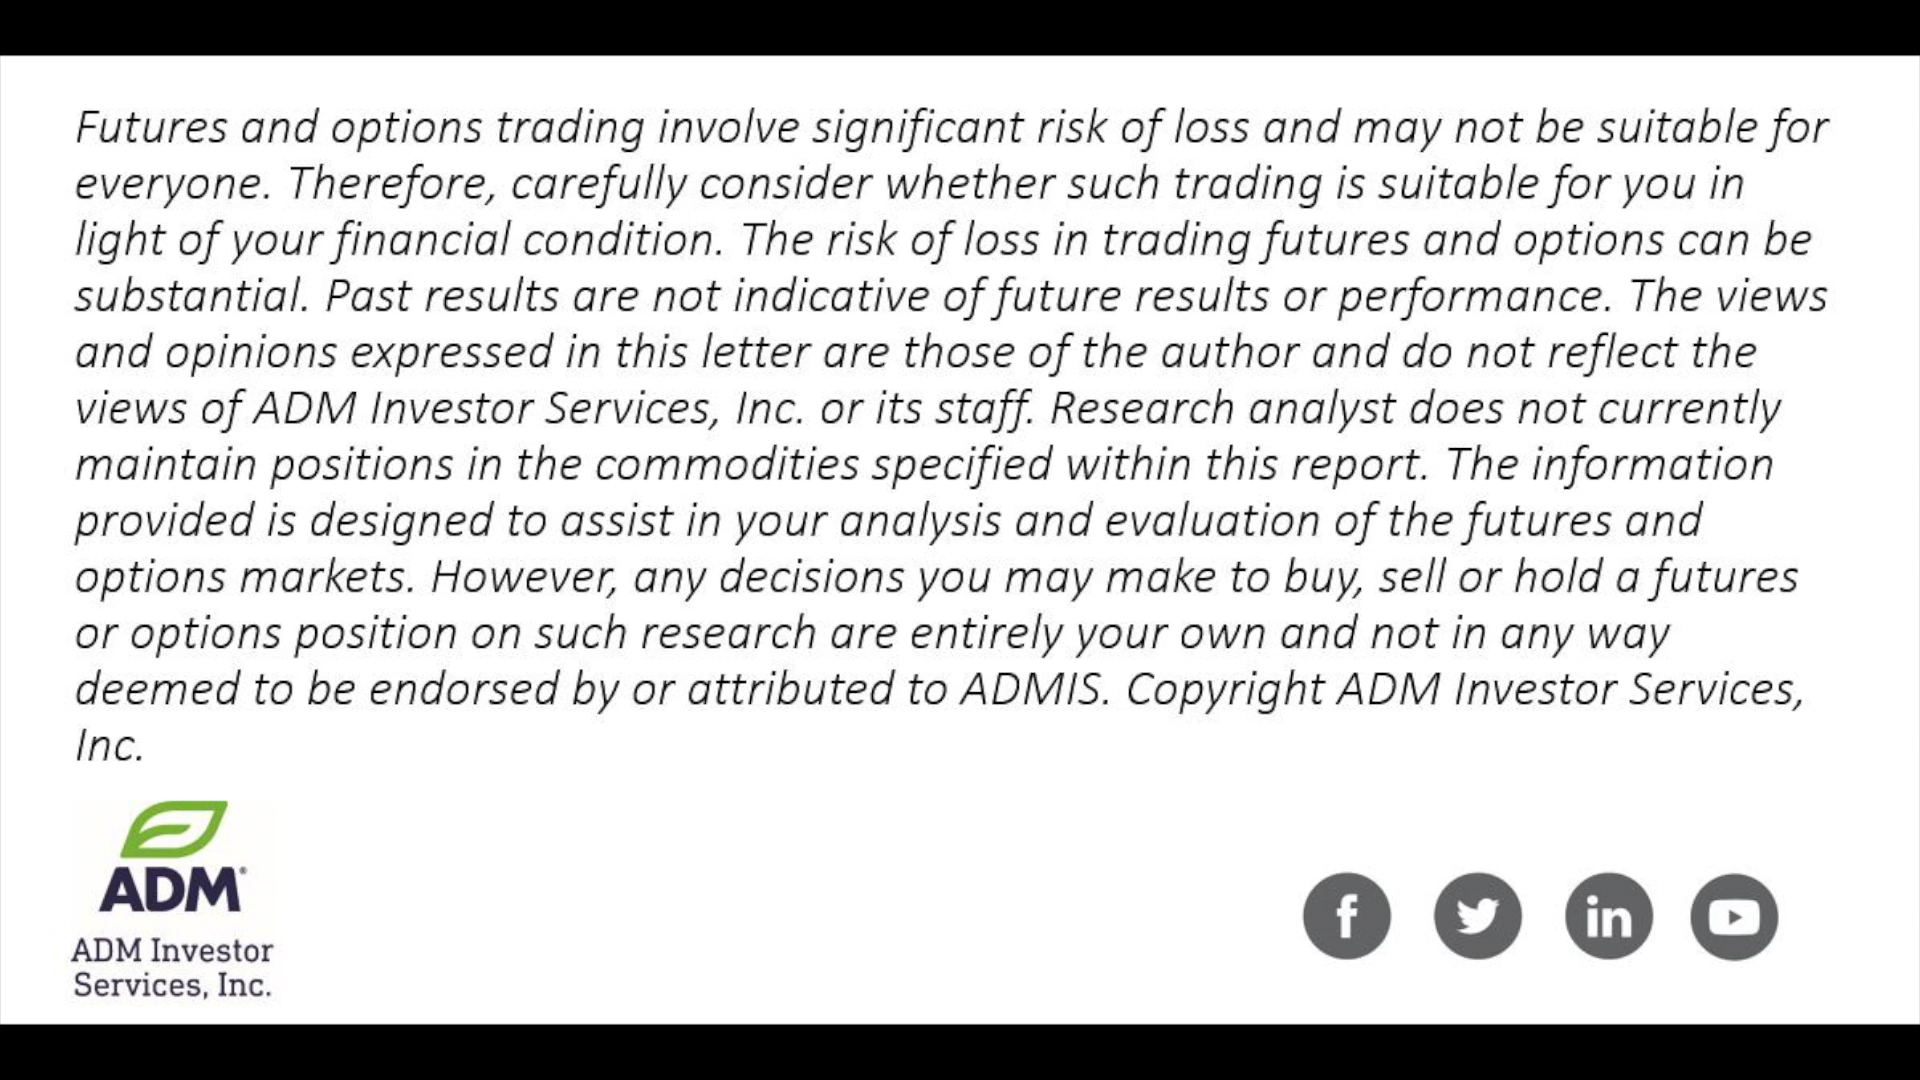 Futures and options trading involve significant risk of loss and may not be suitable for
everyone. Therefore, carefully consider whether such trading is suitable for you in
light of your financial condition. The risk of loss in trading futures and options can be
substantial. Past results are not indicative of future results or performance. The views
and opinions expressed in this letter are those of the author and do not reflect the
views of ADM Investor Services, Inc. or its staff. Research analyst does not currently
maintain positions in the commodities specified within this report. The information
provided is designed to assist in your analysis and evaluation of the futures and
options markets. However, any decisions you may make to buy, sell or hold a futures
or options position on such research are entirely your own and not in any way
deemed to be endorsed by or attributed to ADMIS. Copyright ADM Investor Services,
Inc.
ADM®
ADM Investor
Services, Inc.
f
in